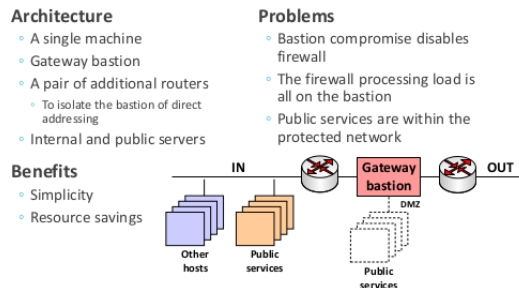 Architecture
◦ A single machine
◦ Gateway bastion
◦ A pair of additional routers
◦ To isolate the bastion of direct
addressing
◦ Internal and public servers
Benefits
◦ Simplicity
◦ Resource savings
Problems
◦ Bastion compromise disables
firewall
◦ The firewall processing load is
all on the bastion
◦ Public services are within the
protected network
IN
Gateway
bastion
OUT
DMZ
Other
hosts
Public
services
Public
services